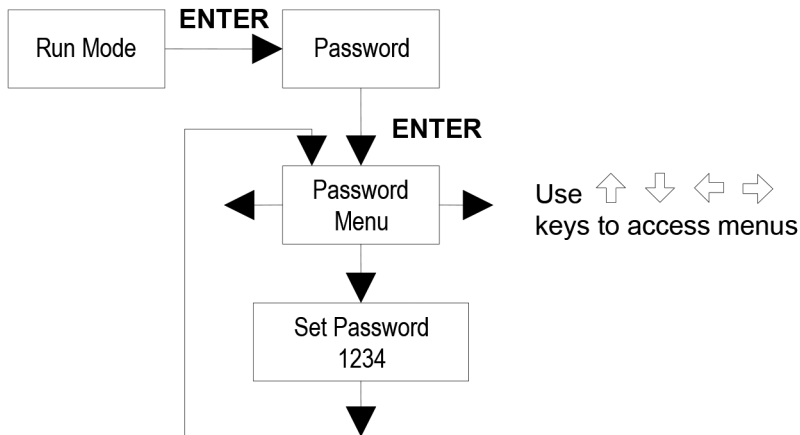 ENTER
Run Mode
Password
ENTER
Password
Menu
Use
keys to access menus
Set Password
1234